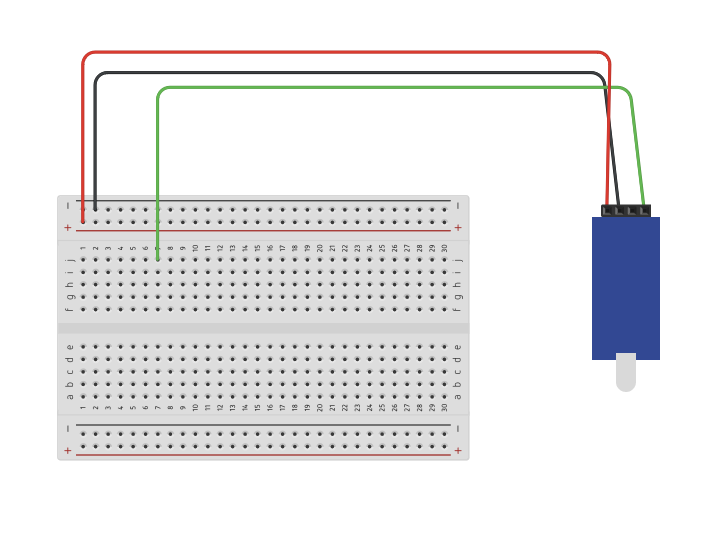 − −
+ +
1 2 3 4 5 6 7 8 9 10 11 12 13 14 15 16 17 18 19 20 21 22 23 24 25 26 27 28 29 30
j j
i i
h h
g g
f f
e e
d d
c c
b b
a a
1 2 3 4 5 6 7 8 9 10 11 12 13 14 15 16 17 18 19 20 21 22 23 24 25 26 27 28 29 30
− −
+ +